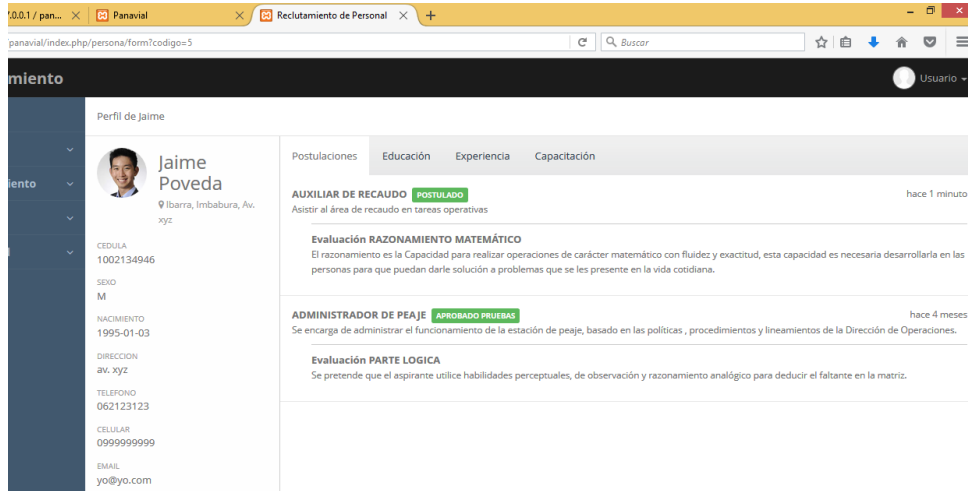 7.0.0.1 / pan...
Panavial
Reclutamiento de Personal
panavial/index.php/persona/form?codigo=5
Buscar
miento
Usuario
Perfil de Jaime
iento
Jaime
Poveda
Ibarra, Imbabura, Av.
xyz
CEDULA
1002134946
SEXO
M
NACIMIENTO
1995-01-03
DIRECCION
av. xyz
TELEFONO
062123123
CELULAR
0999999999
EMAIL
yo@yo.com
Postulaciones Educación Experiencia Capacitación
AUXILIAR DE RECAUDO POSTULADO hace 1 minuto
Asistir al área de recaudo en tareas operativas
Evaluación RAZONAMIENTO MATEMÁTICO
El razonamiento es la Capacidad para realizar operaciones de carácter matemático con fluidez y exactitud, esta capacidad es necesaria desarrollarla en las
personas para que puedan darle solución a problemas que se les presente en la vida cotidiana.
ADMINISTRADOR DE PEAJE APROBADO PRUEBAS hace 4 meses
Se encarga de administrar el funcionamiento de la estación de peaje, basado en las políticas , procedimientos y lineamientos de la Dirección de Operaciones.
Evaluación PARTE LOGICA
Se pretende que el aspirante utilice habilidades perceptuales, de observación y razonamiento analógico para deducir el faltante en la matriz.